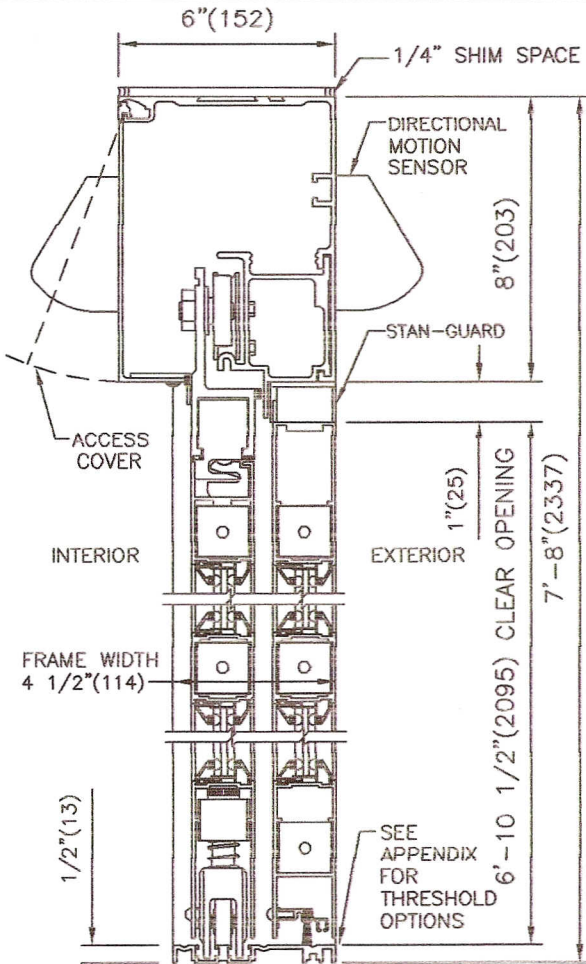 6"(152)
1/4" SHIM SPACE
DIRECTIONAL
MOTION
SENSOR
8"(203)
STAN-GUARD
ACCESS
COVER
1"(25)
INTERIOR
EXTERIOR
6'-10 1/2"(2095) CLEAR OPENING
7'-8"(2337)
FRAME WIDTH
4 1/2"(114)
1/2"(13)
SEE
APPENDIX
FOR
THRESHOLD
OPTIONS